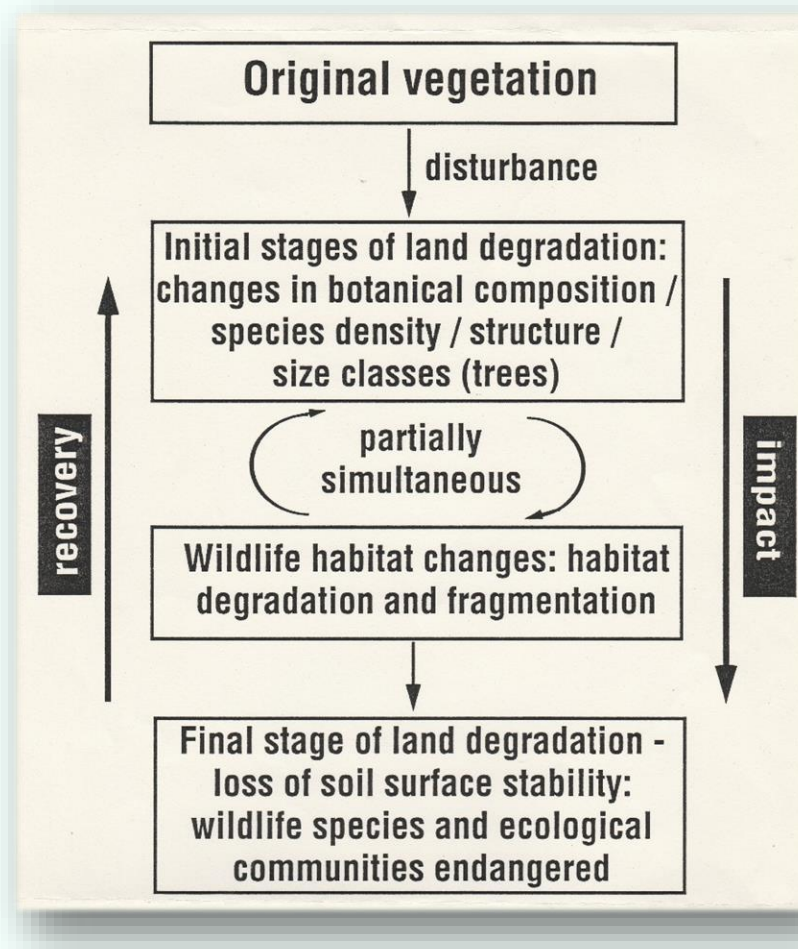 Original vegetation
disturbance
Initial stages of land degradation:
changes in botanical composition /
species density / structure /
size classes (trees)
recovery
partially
simultaneous
impact
Wildlife habitat changes: habitat
degradation and fragmentation
Final stage of land degradation -
loss of soil surface stability:
wildlife species and ecological
communities endangered